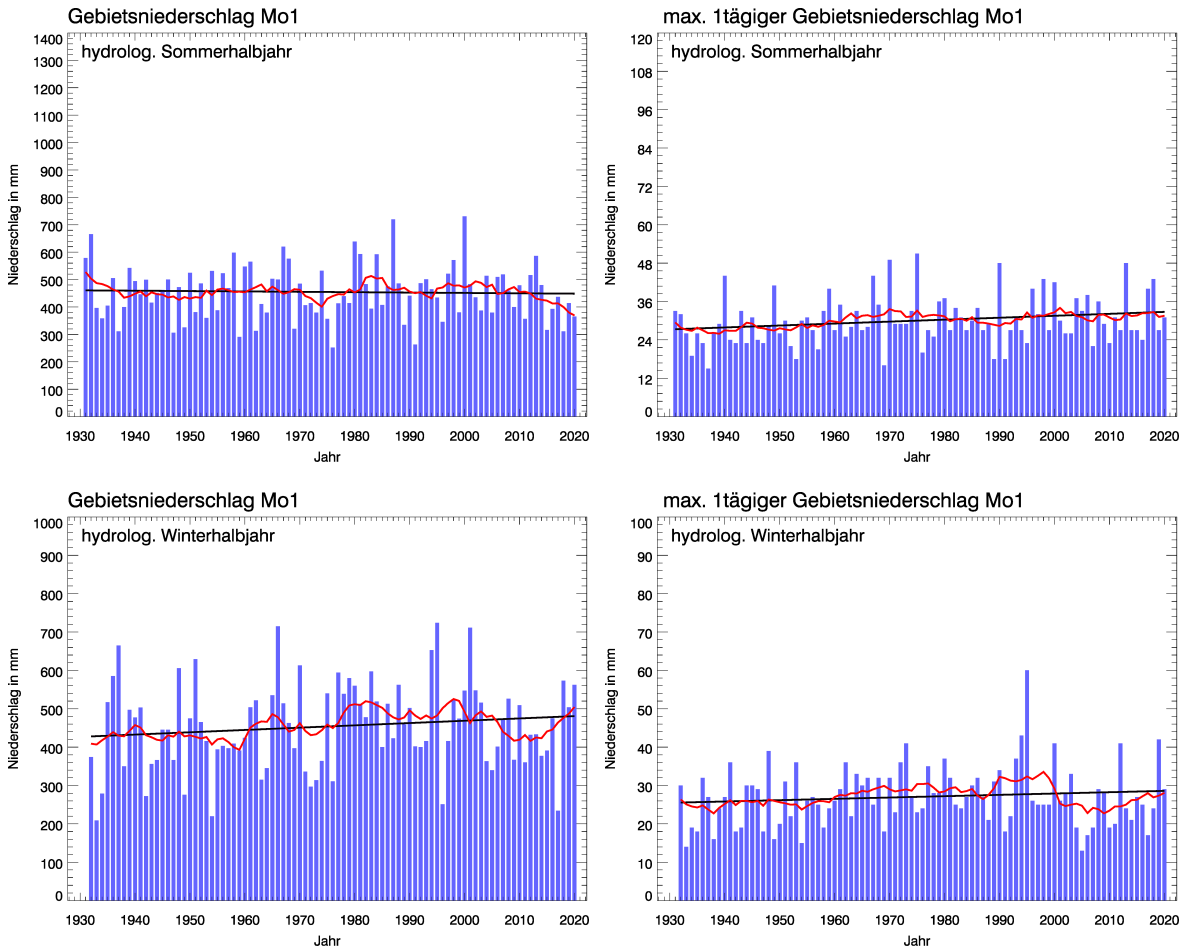 Gebietsniederschlag Mo1
hydrolog. Sommerhalbjahr
Niederschlag in mm
1400
1300
1200
1100
1000
900
800
700
600
500
400
300
200
100
0
1930 1940 1950 1960 1970 1980 1990 2000 2010 2020
Jahr
max. 1tägiger Gebietsniederschlag Mo1
hydrolog. Sommerhalbjahr
Niederschlag in mm
120
108
96
84
72
60
48
36
24
12
0
1930 1940 1950 1960 1970 1980 1990 2000 2010 2020
Jahr
Gebietsniederschlag Mo1
hydrolog. Winterhalbjahr
Niederschlag in mm
1000
900
800
700
600
500
400
300
200
100
0
1930 1940 1950 1960 1970 1980 1990 2000 2010 2020
Jahr
max. 1tägiger Gebietsniederschlag Mo1
hydrolog. Winterhalbjahr
Niederschlag in mm
100
90
80
70
60
50
40
30
20
10
0
1930 1940 1950 1960 1970 1980 1990 2000 2010 2020
Jahr